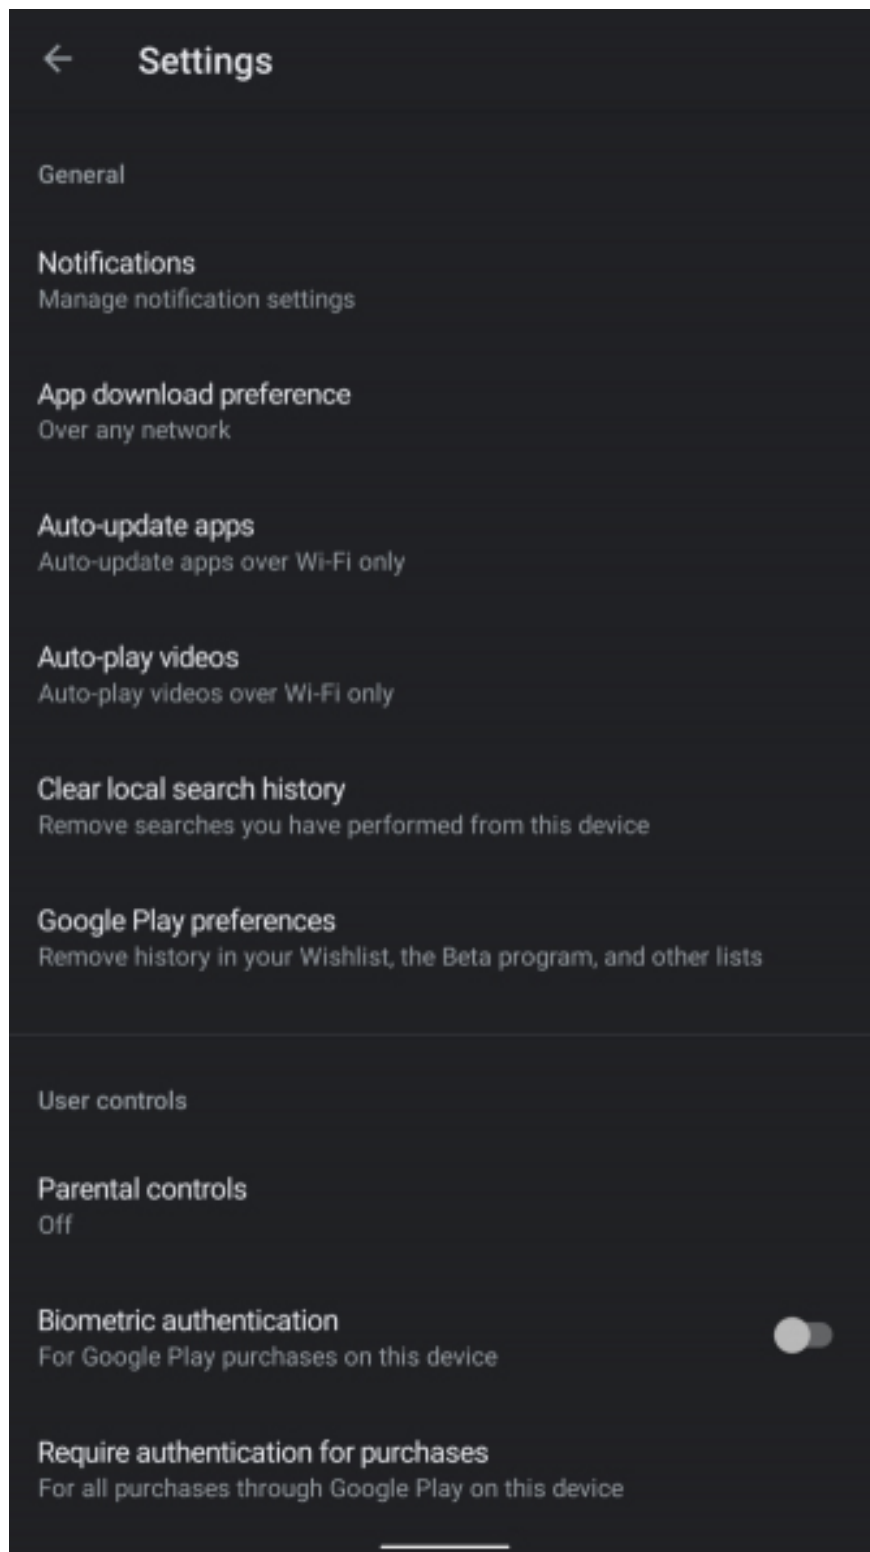 Settings
General
Notifications
Manage notification settings
App download preference
Over any network
Auto-update apps
Auto-update apps over Wi-Fi only
Auto-play videos
Auto-play videos over Wi-Fi only
Clear local search history
Remove searches you have performed from this device
Google Play preferences
Remove history in your Wishlist, the Beta program, and other lists
User controls
Parental controls
Off
Biometric authentication
For Google Play purchases on this device
Require authentication for purchases
For all purchases through Google Play on this device